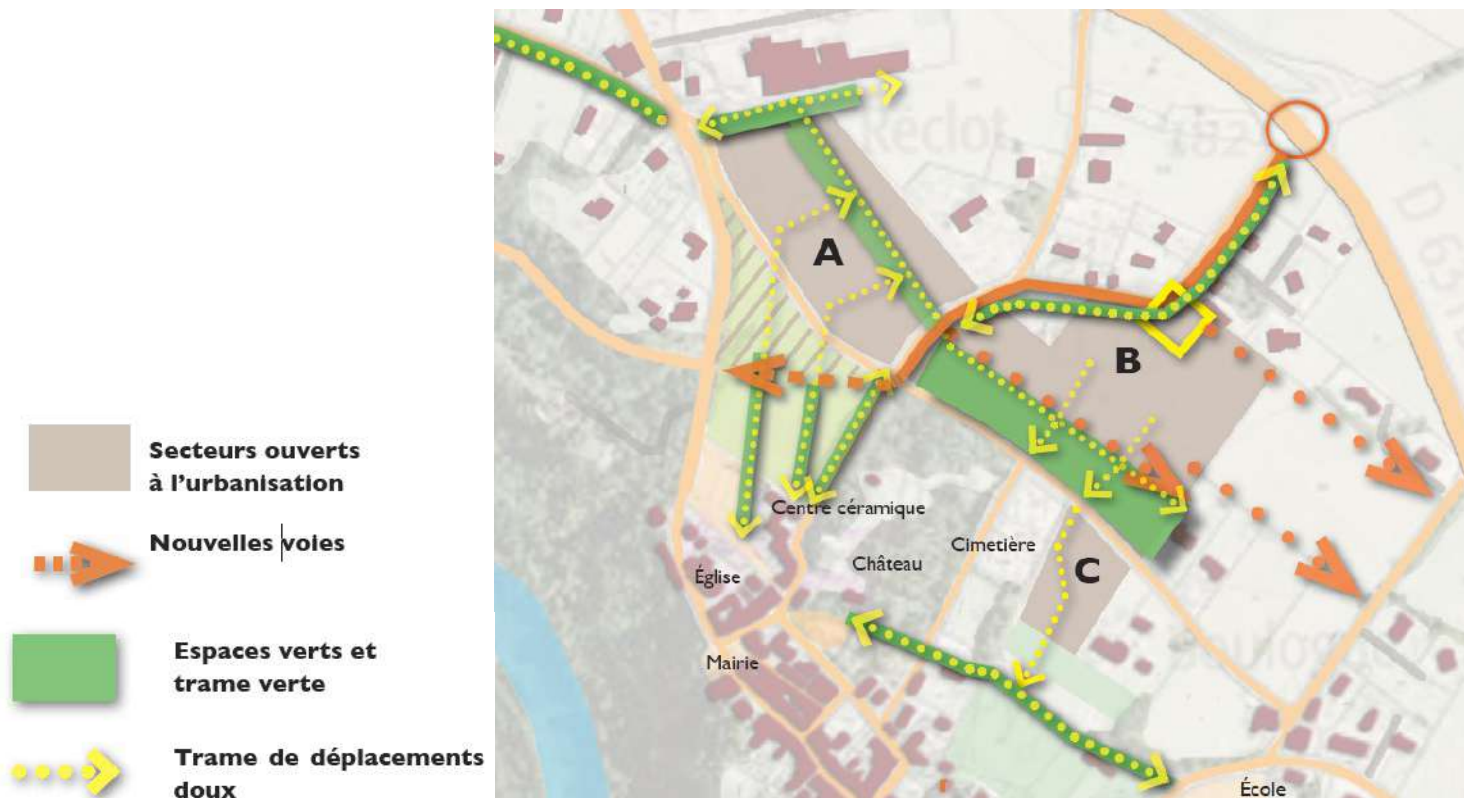 Secteurs ouverts
à l'urbanisation
Nouvelles voies
Espaces verts et
trame verte
Trame de déplacements
doux
Réclot
A
B
C
Centre céramique
Cimetière
Château
Église
Mairie
École